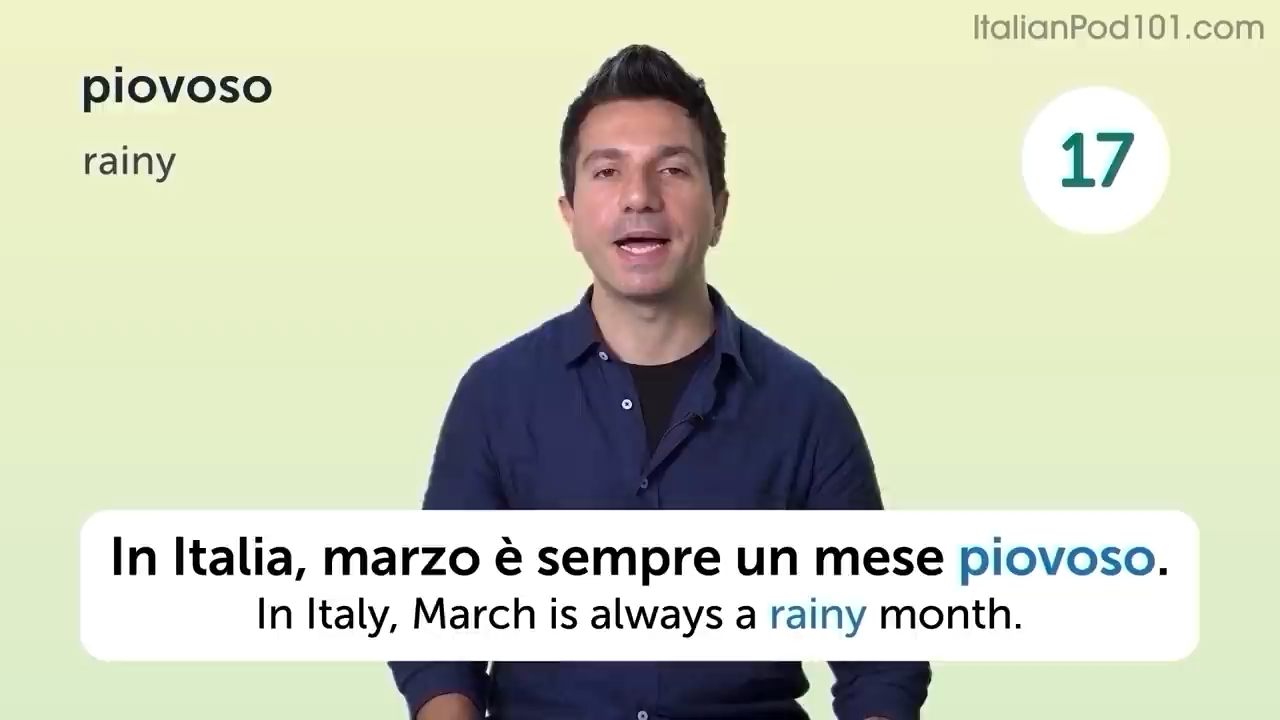 ItalianPod101.com
piovoso
rainy
17
In Italia, marzo è sempre un mese piovoso.
In Italy, March is always a rainy month.